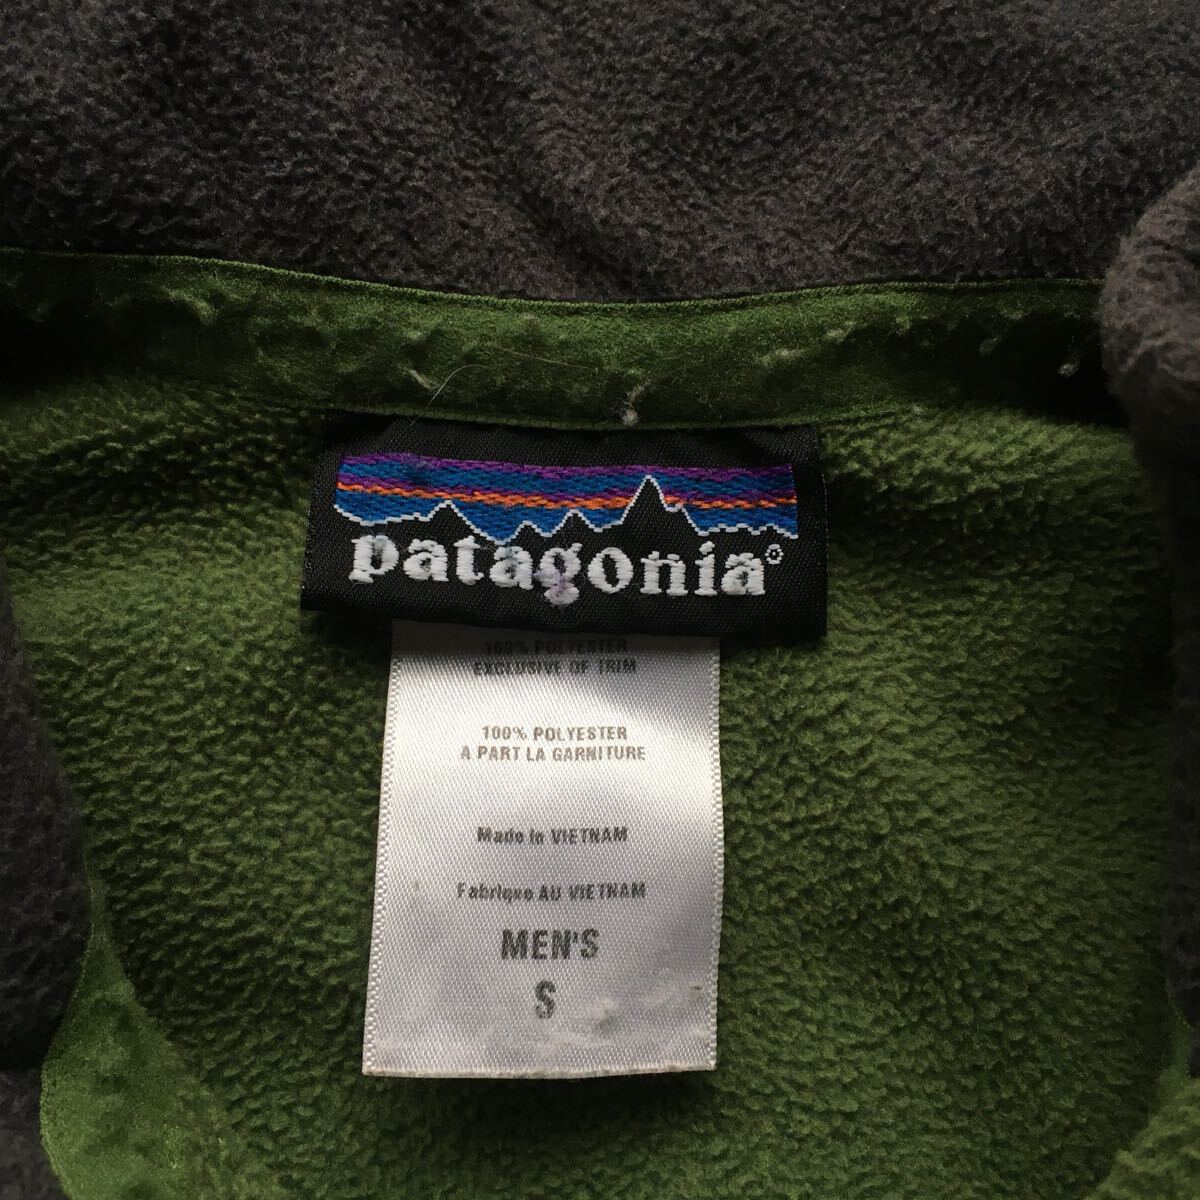 patagonia®
100% POLYESTER
EXCLUSIVE OF TRIM
100% POLYESTER
A PART LA GARNITURE
Made in VIETNAM
Fabrique AU VIETNAM
MEN'S
S